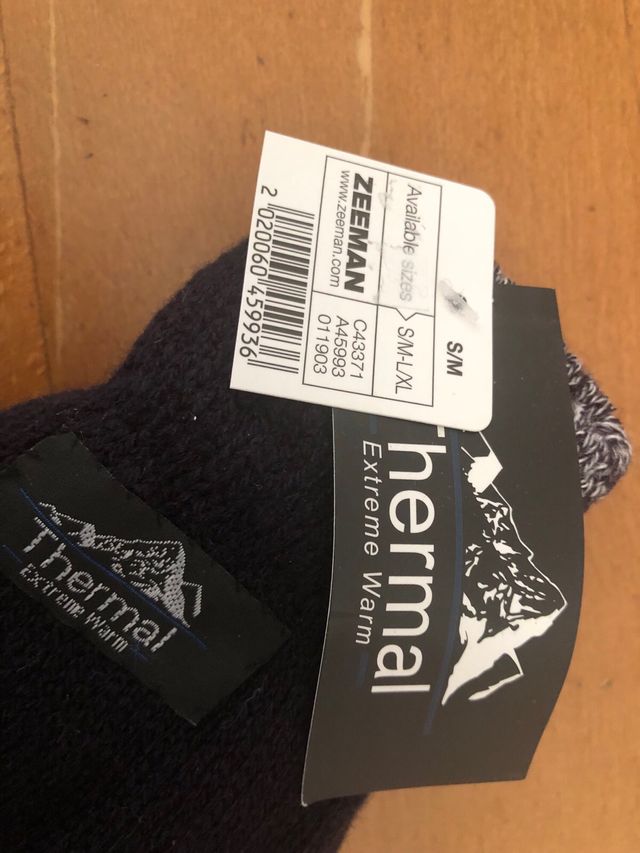 S/M
Available sizes S/M-L/XL
ZEEMAN
www.zeeman.com
C43371
A45993
011903
2 020060 459936
Thermal
Extreme Warm
Thermal
Extreme Warm